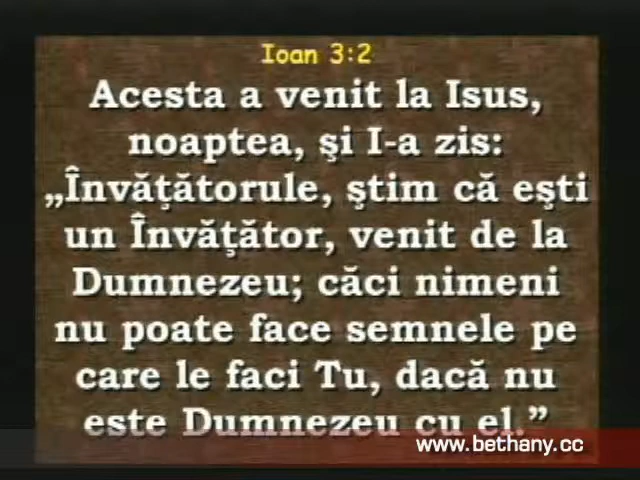 Ioan 3:2
Acesta a venit la Isus,
noaptea, şi I-a zis:
„Învăţătorule, ştim că eşti
un Învăţător, venit de la
Dumnezeu; căci nimeni
nu poate face semnele pe
care le faci Tu, dacă nu
este Dumnezeu cu el.”
www.bethany.cc